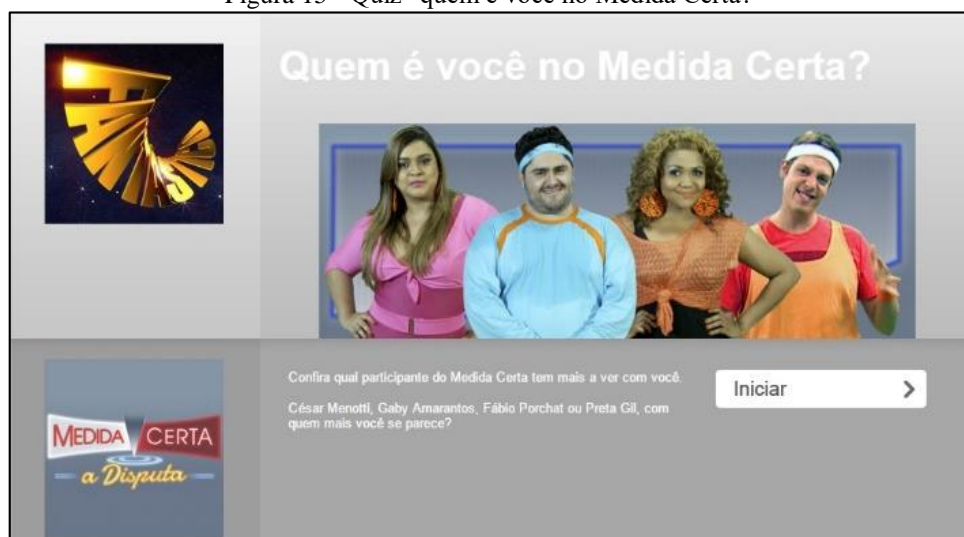 Figura 15 - Quiz "quem é você no Medida Certa?"
FANTÁSTICO
Quem é você no Medida Certa?
Confira qual participante do Medida Certa tem mais a ver com você.
César Menotti, Gaby Amarantos, Fábio Porchat ou Preta Gil, com
quem mais você se parece?
Iniciar
MEDIDA CERTA
a Disputa